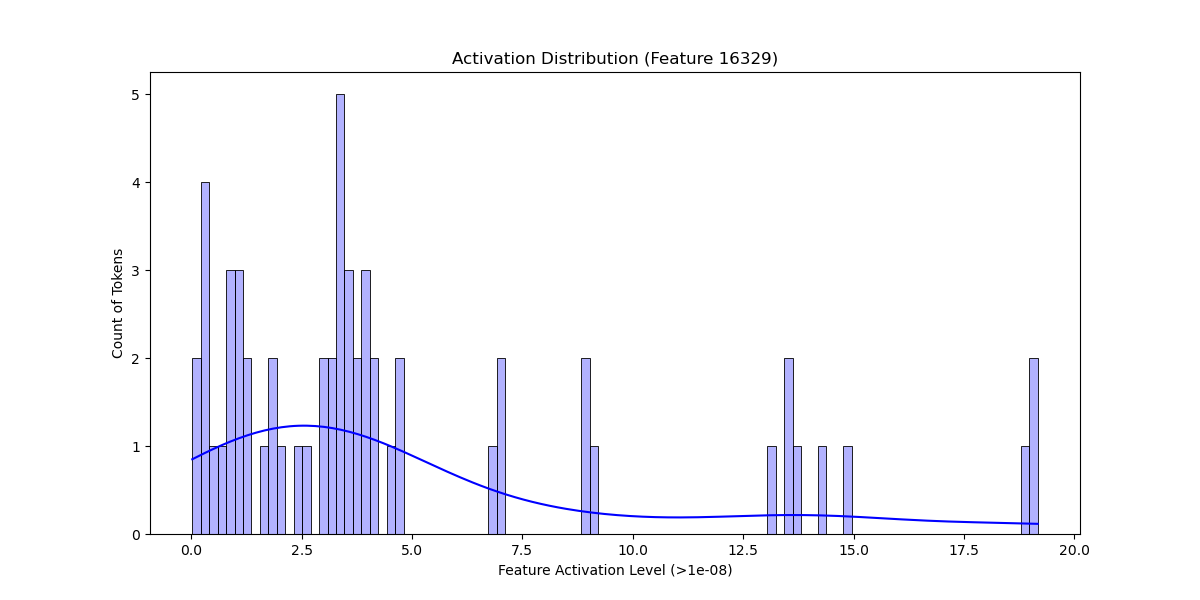 Activation Distribution (Feature 16329)
Count of Tokens
5
4
3
2
1
0
0.0 2.5 5.0 7.5 10.0 12.5 15.0 17.5 20.0
Feature Activation Level (>1e-08)